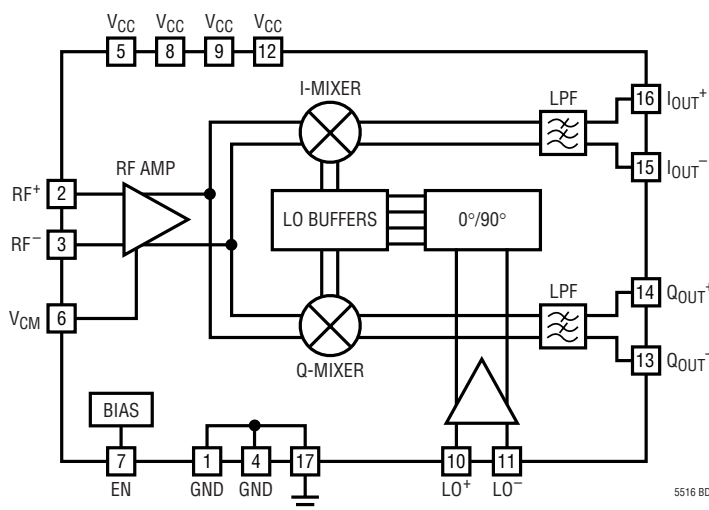 VCC VCC VCC VCC
5 8 9 12
I-MIXER
LPF
16 IOUT+
15 IOUT−
RF AMP
RF+ 2
RF− 3
LO BUFFERS
0°/90°
VCM 6
LPF
14 QOUT+
13 QOUT−
Q-MIXER
BIAS
7 1 4 17 10 11
EN GND GND LO+ LO−
5516 BD